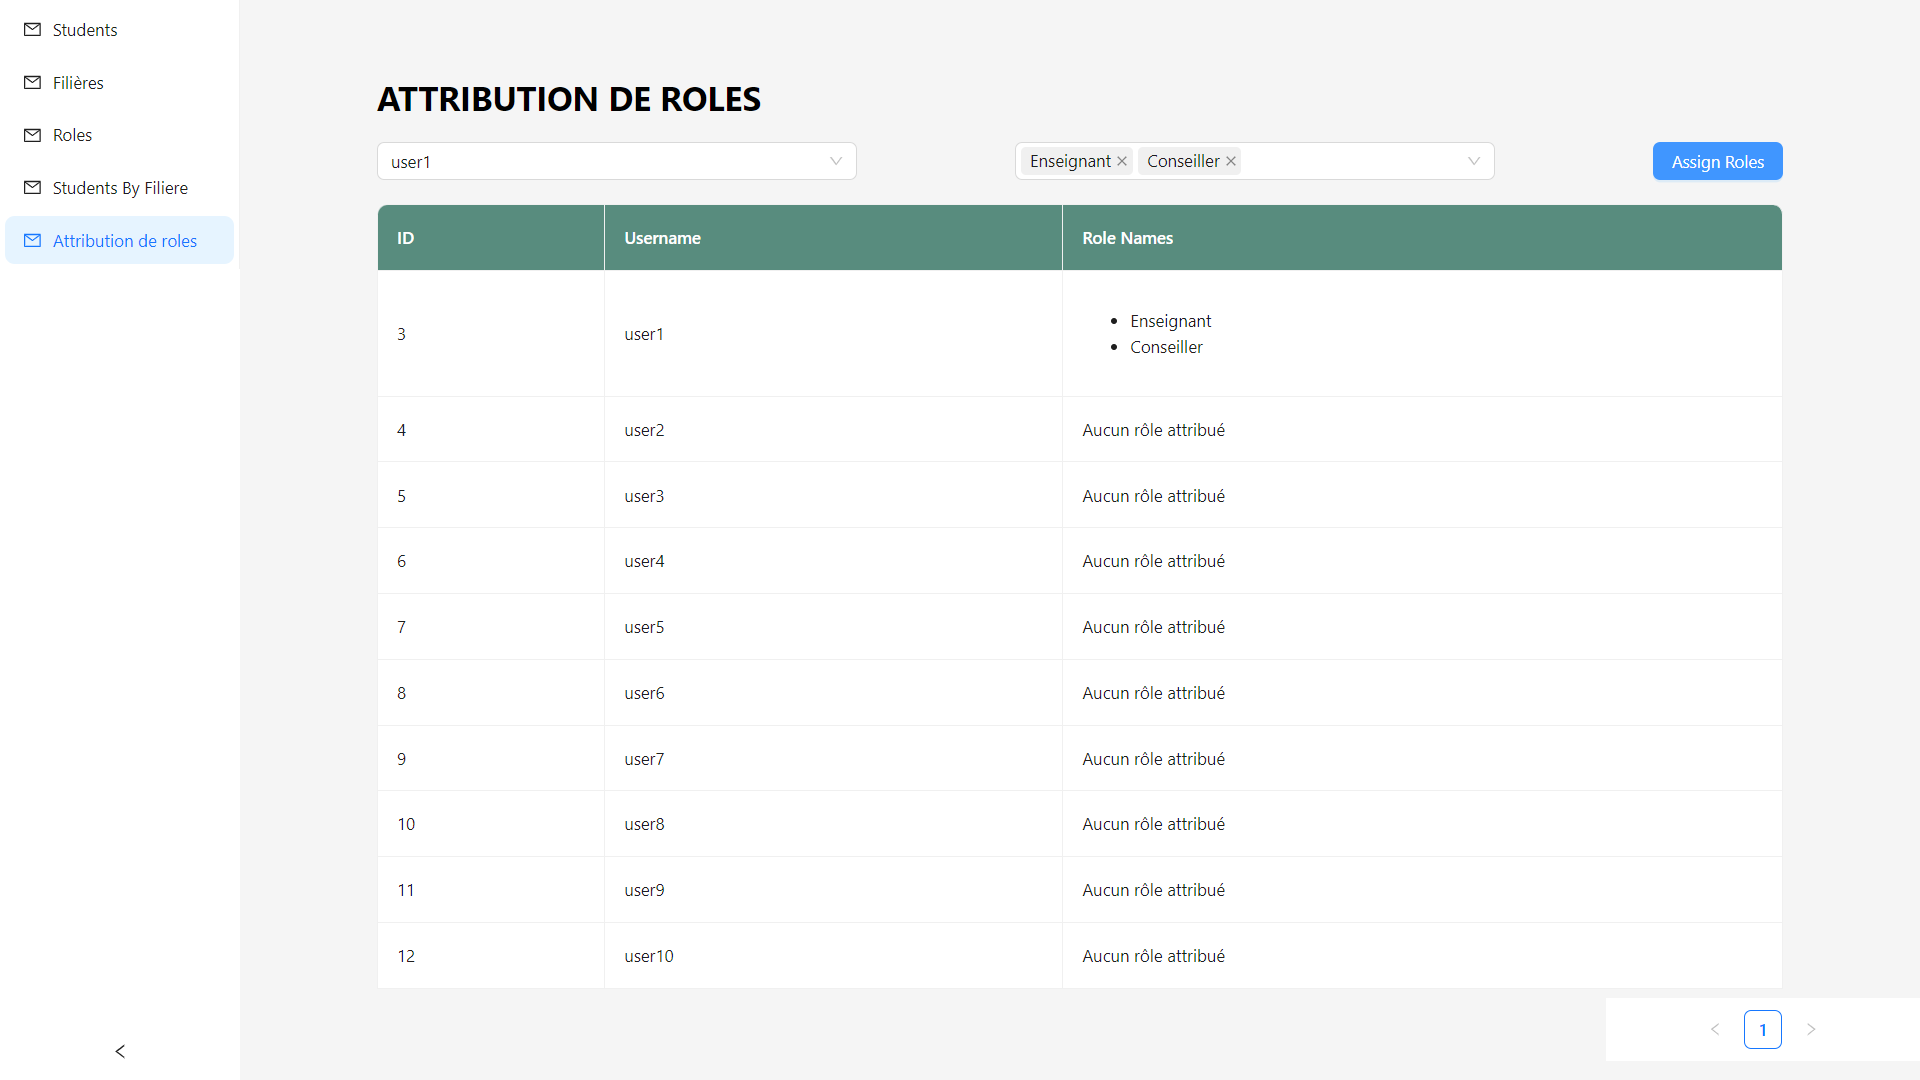 Students
Filières
Roles
Students By Filiere
Attribution de roles
ATTRIBUTION DE ROLES
user1 Enseignant Conseiller Assign Roles
ID Username Role Names
3 user1 Enseignant
Conseiller
4 user2 Aucun rôle attribué
5 user3 Aucun rôle attribué
6 user4 Aucun rôle attribué
7 user5 Aucun rôle attribué
8 user6 Aucun rôle attribué
9 user7 Aucun rôle attribué
10 user8 Aucun rôle attribué
11 user9 Aucun rôle attribué
12 user10 Aucun rôle attribué
1